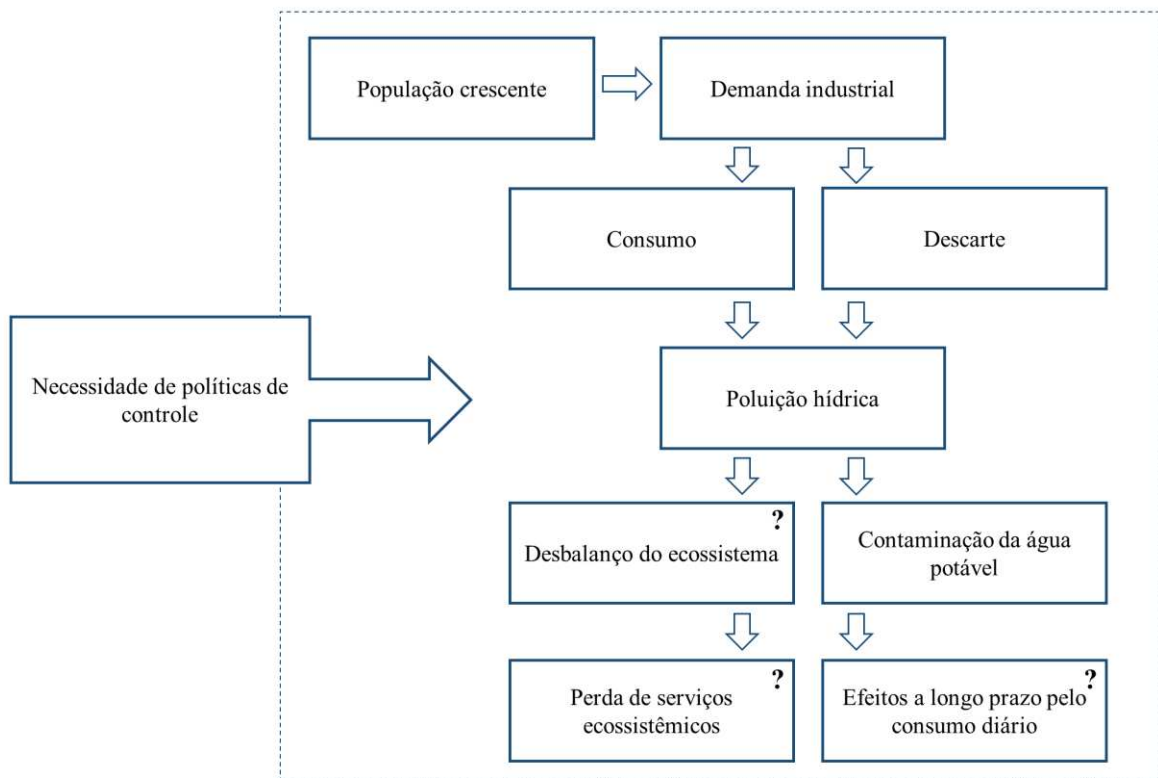 População crescente
Demanda industrial
Consumo
Descarte
Necessidade de políticas de
controle
Poluição hídrica
?
Desbalanço do ecossistema
Contaminação da água
potável
?
Perda de serviços
ecossistêmicos
?
Efeitos a longo prazo pelo
consumo diário